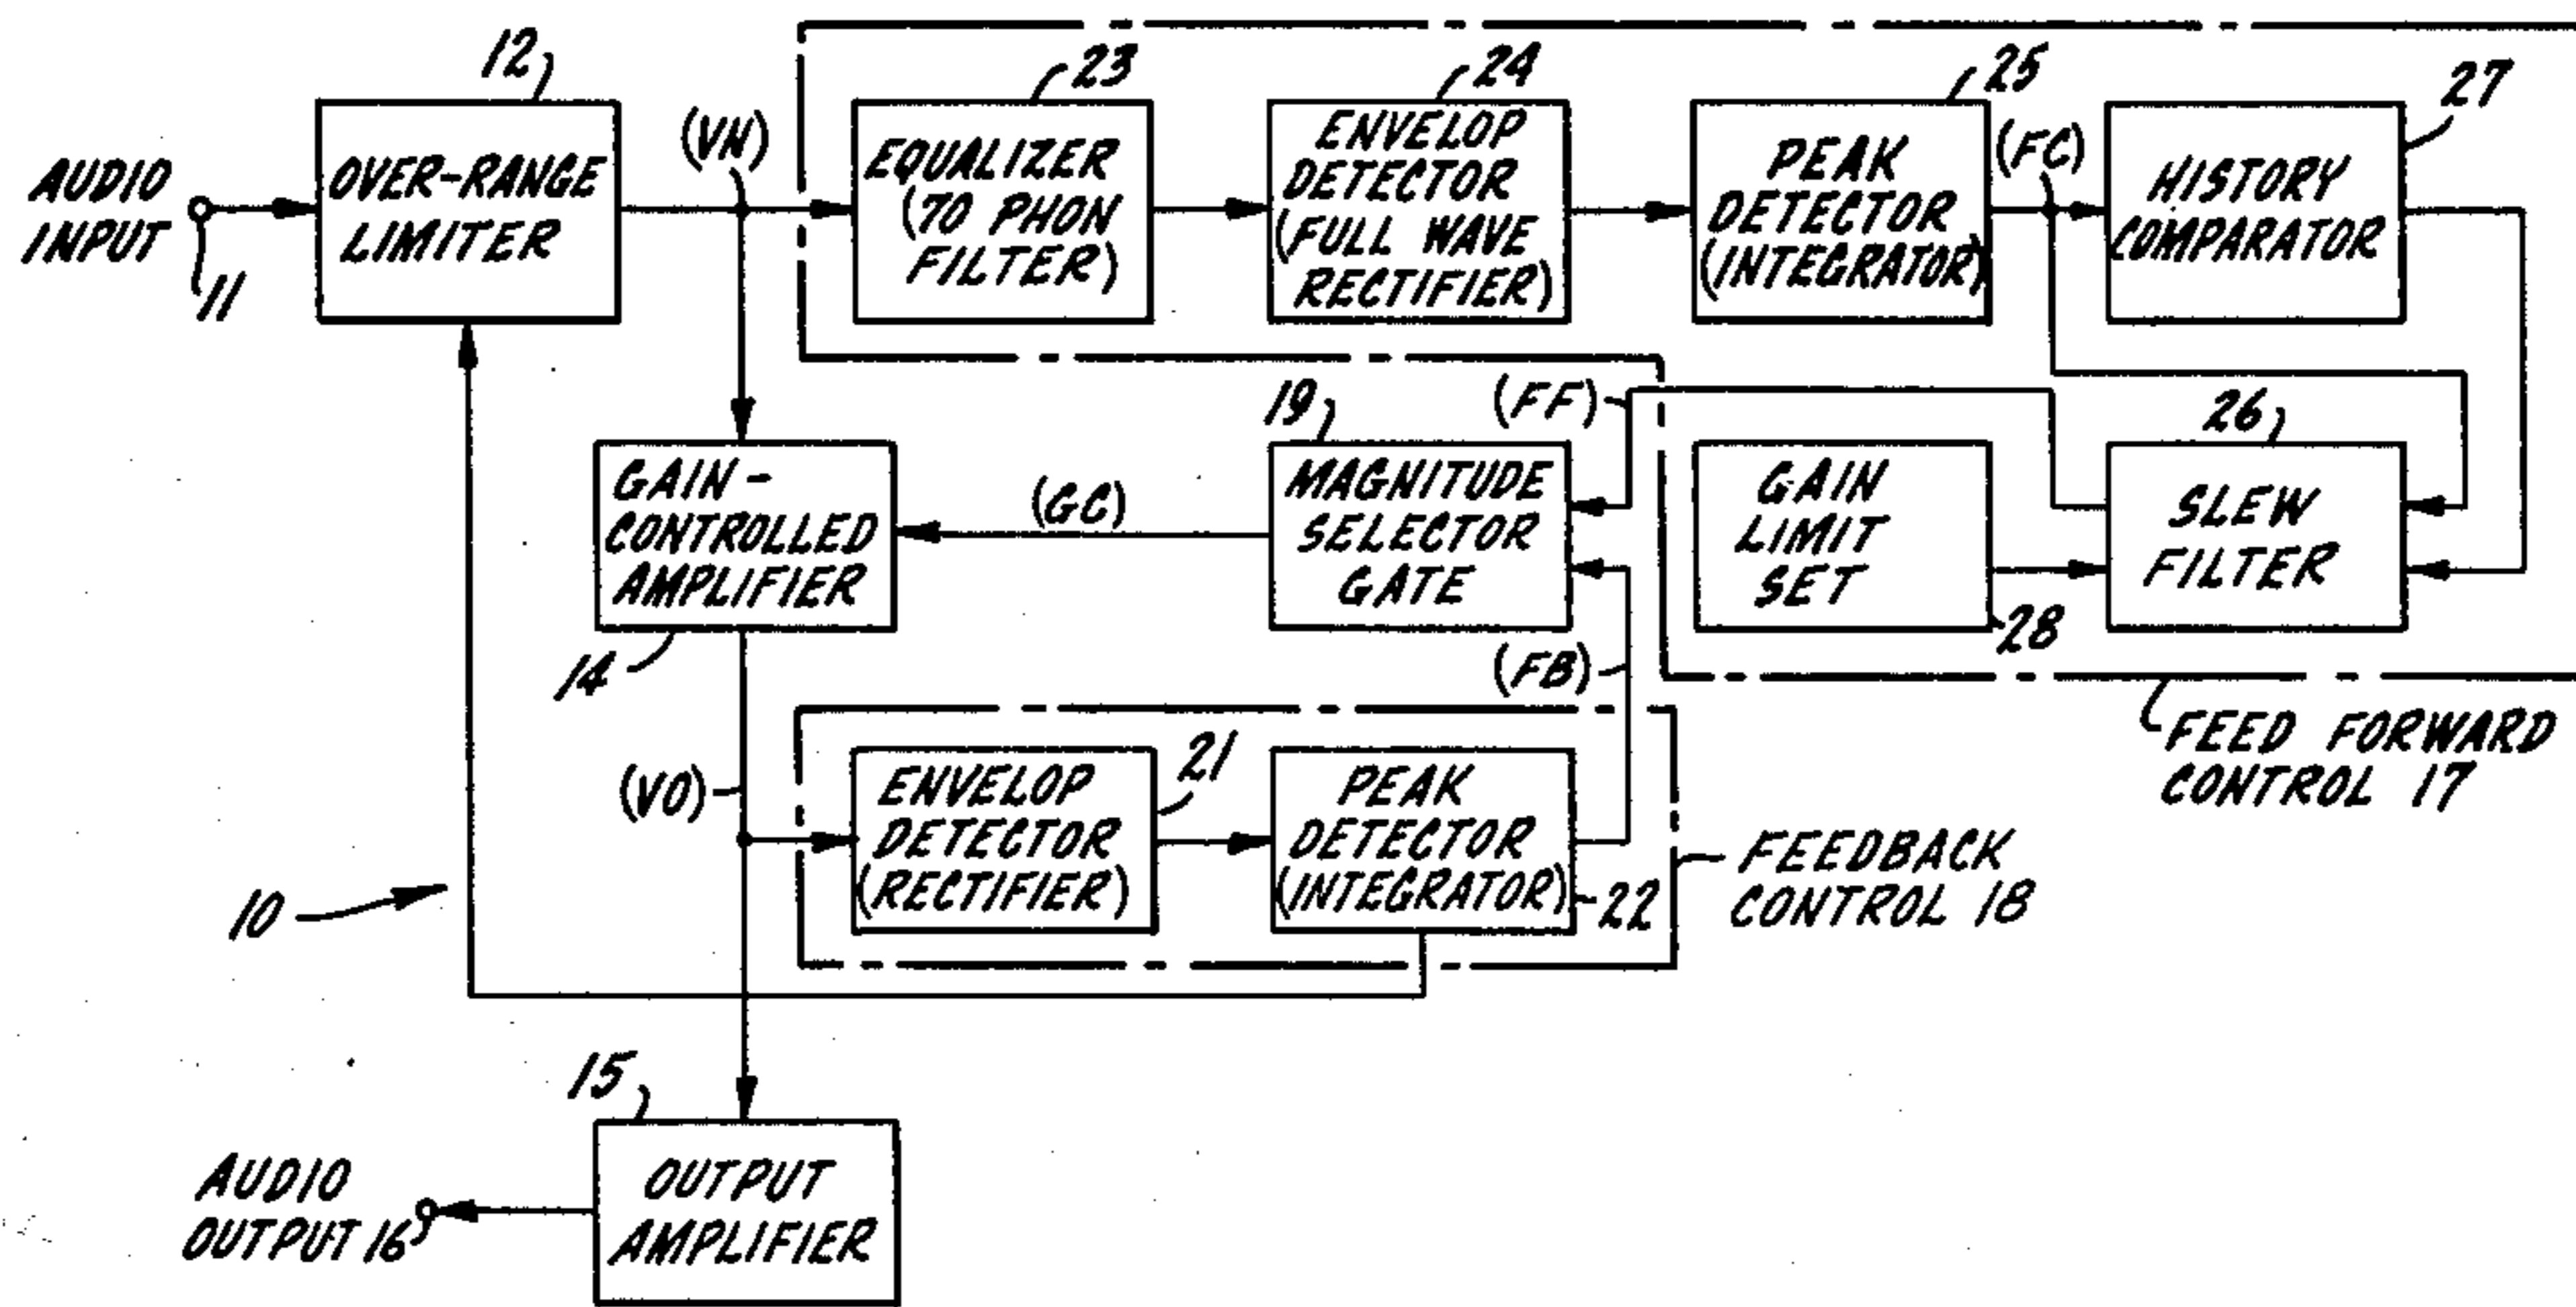 12
23
24
25
27
AUDIO
INPUT
11
OVER-RANGE
LIMITER
(VN)
EQUALIZER
(70 PHON
FILTER)
ENVELOP
DETECTOR
(FULL WAVE
RECTIFIER)
PEAK
DETECTOR
(INTEGRATOR)
(FC)
HISTORY
COMPARATOR
19
(FF)
26
GAIN-
CONTROLLED
AMPLIFIER
14
(GC)
MAGNITUDE
SELECTOR
GATE
GAIN
LIMIT
SET
28
SLEW
FILTER
(FB)
FEED FORWARD
CONTROL 17
(VO)
ENVELOP
DETECTOR
(RECTIFIER)
21
PEAK
DETECTOR
(INTEGRATOR)
22
FEEDBACK
CONTROL 18
10
15
AUDIO
OUTPUT 16
OUTPUT
AMPLIFIER